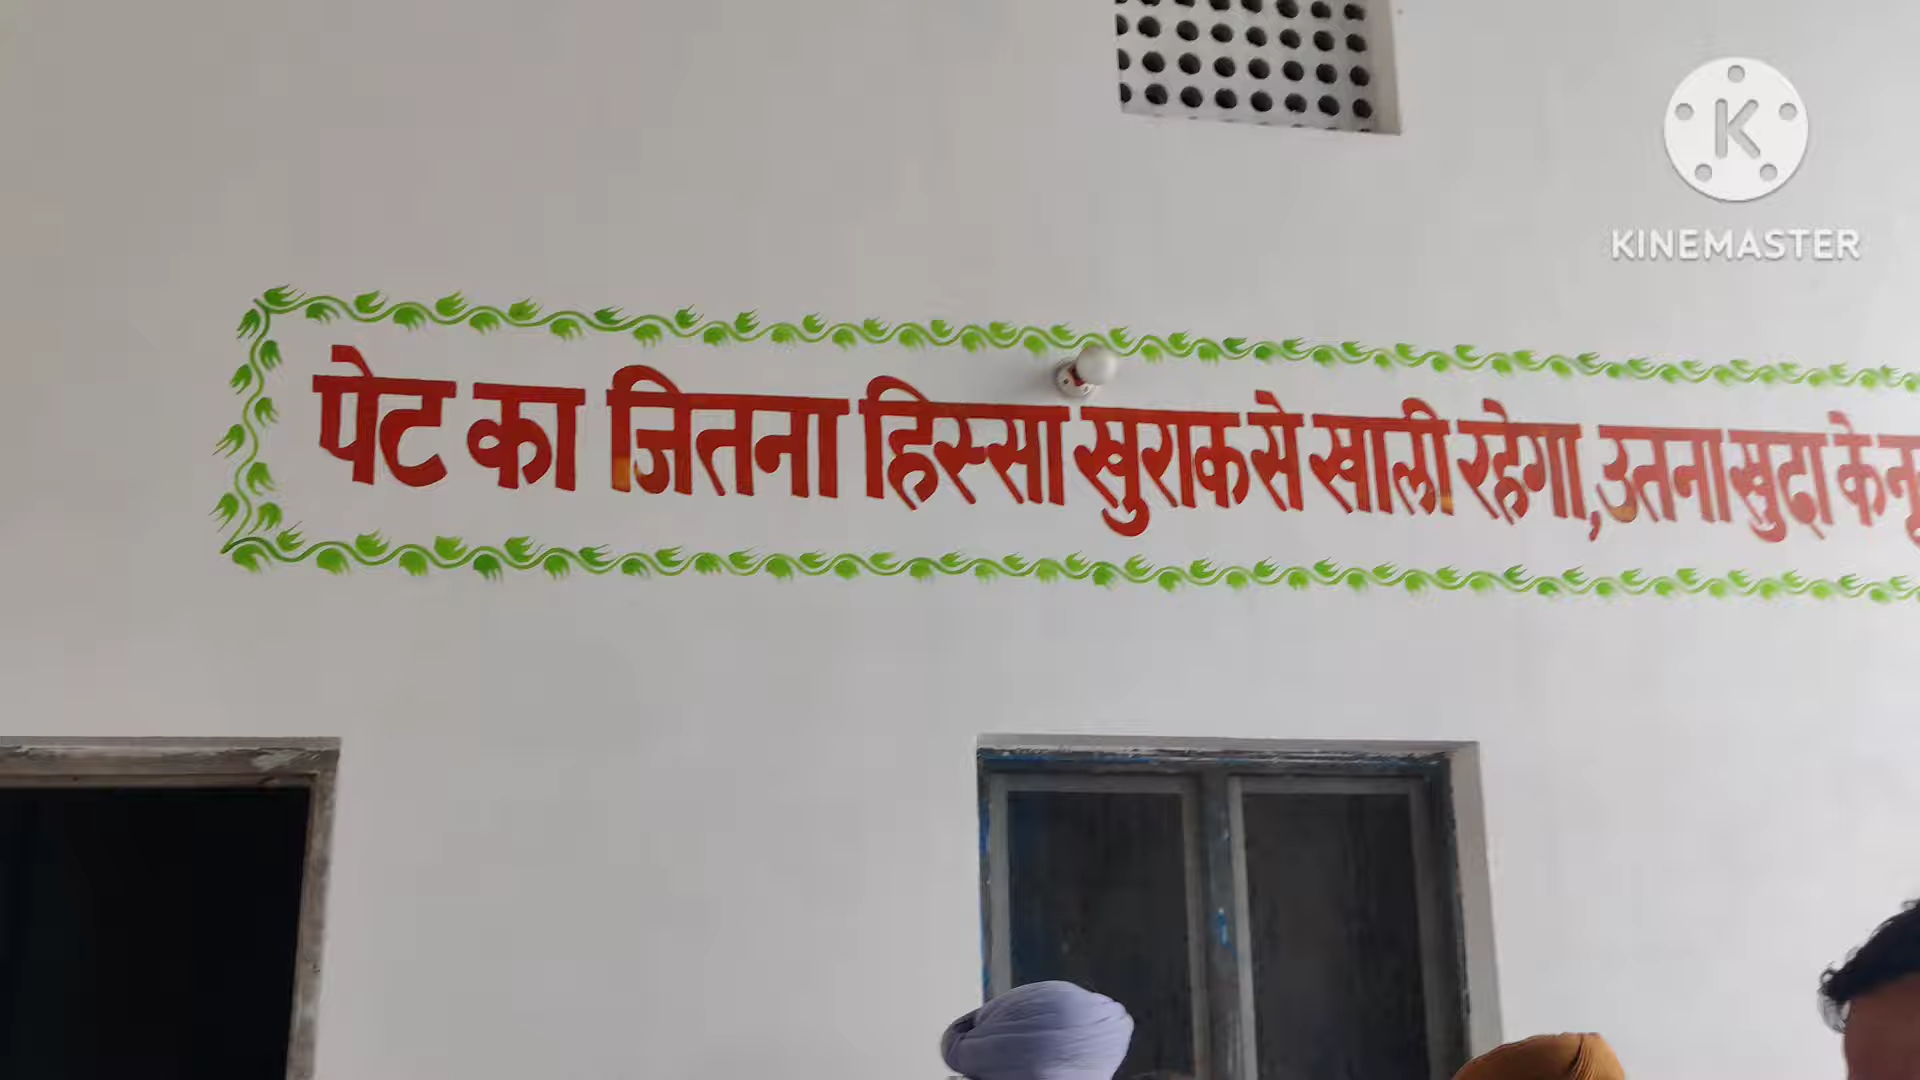 पेट का जितना हिस्सा खुराक से खाली रहेगा, उतना खुदा के
KINEMASTER